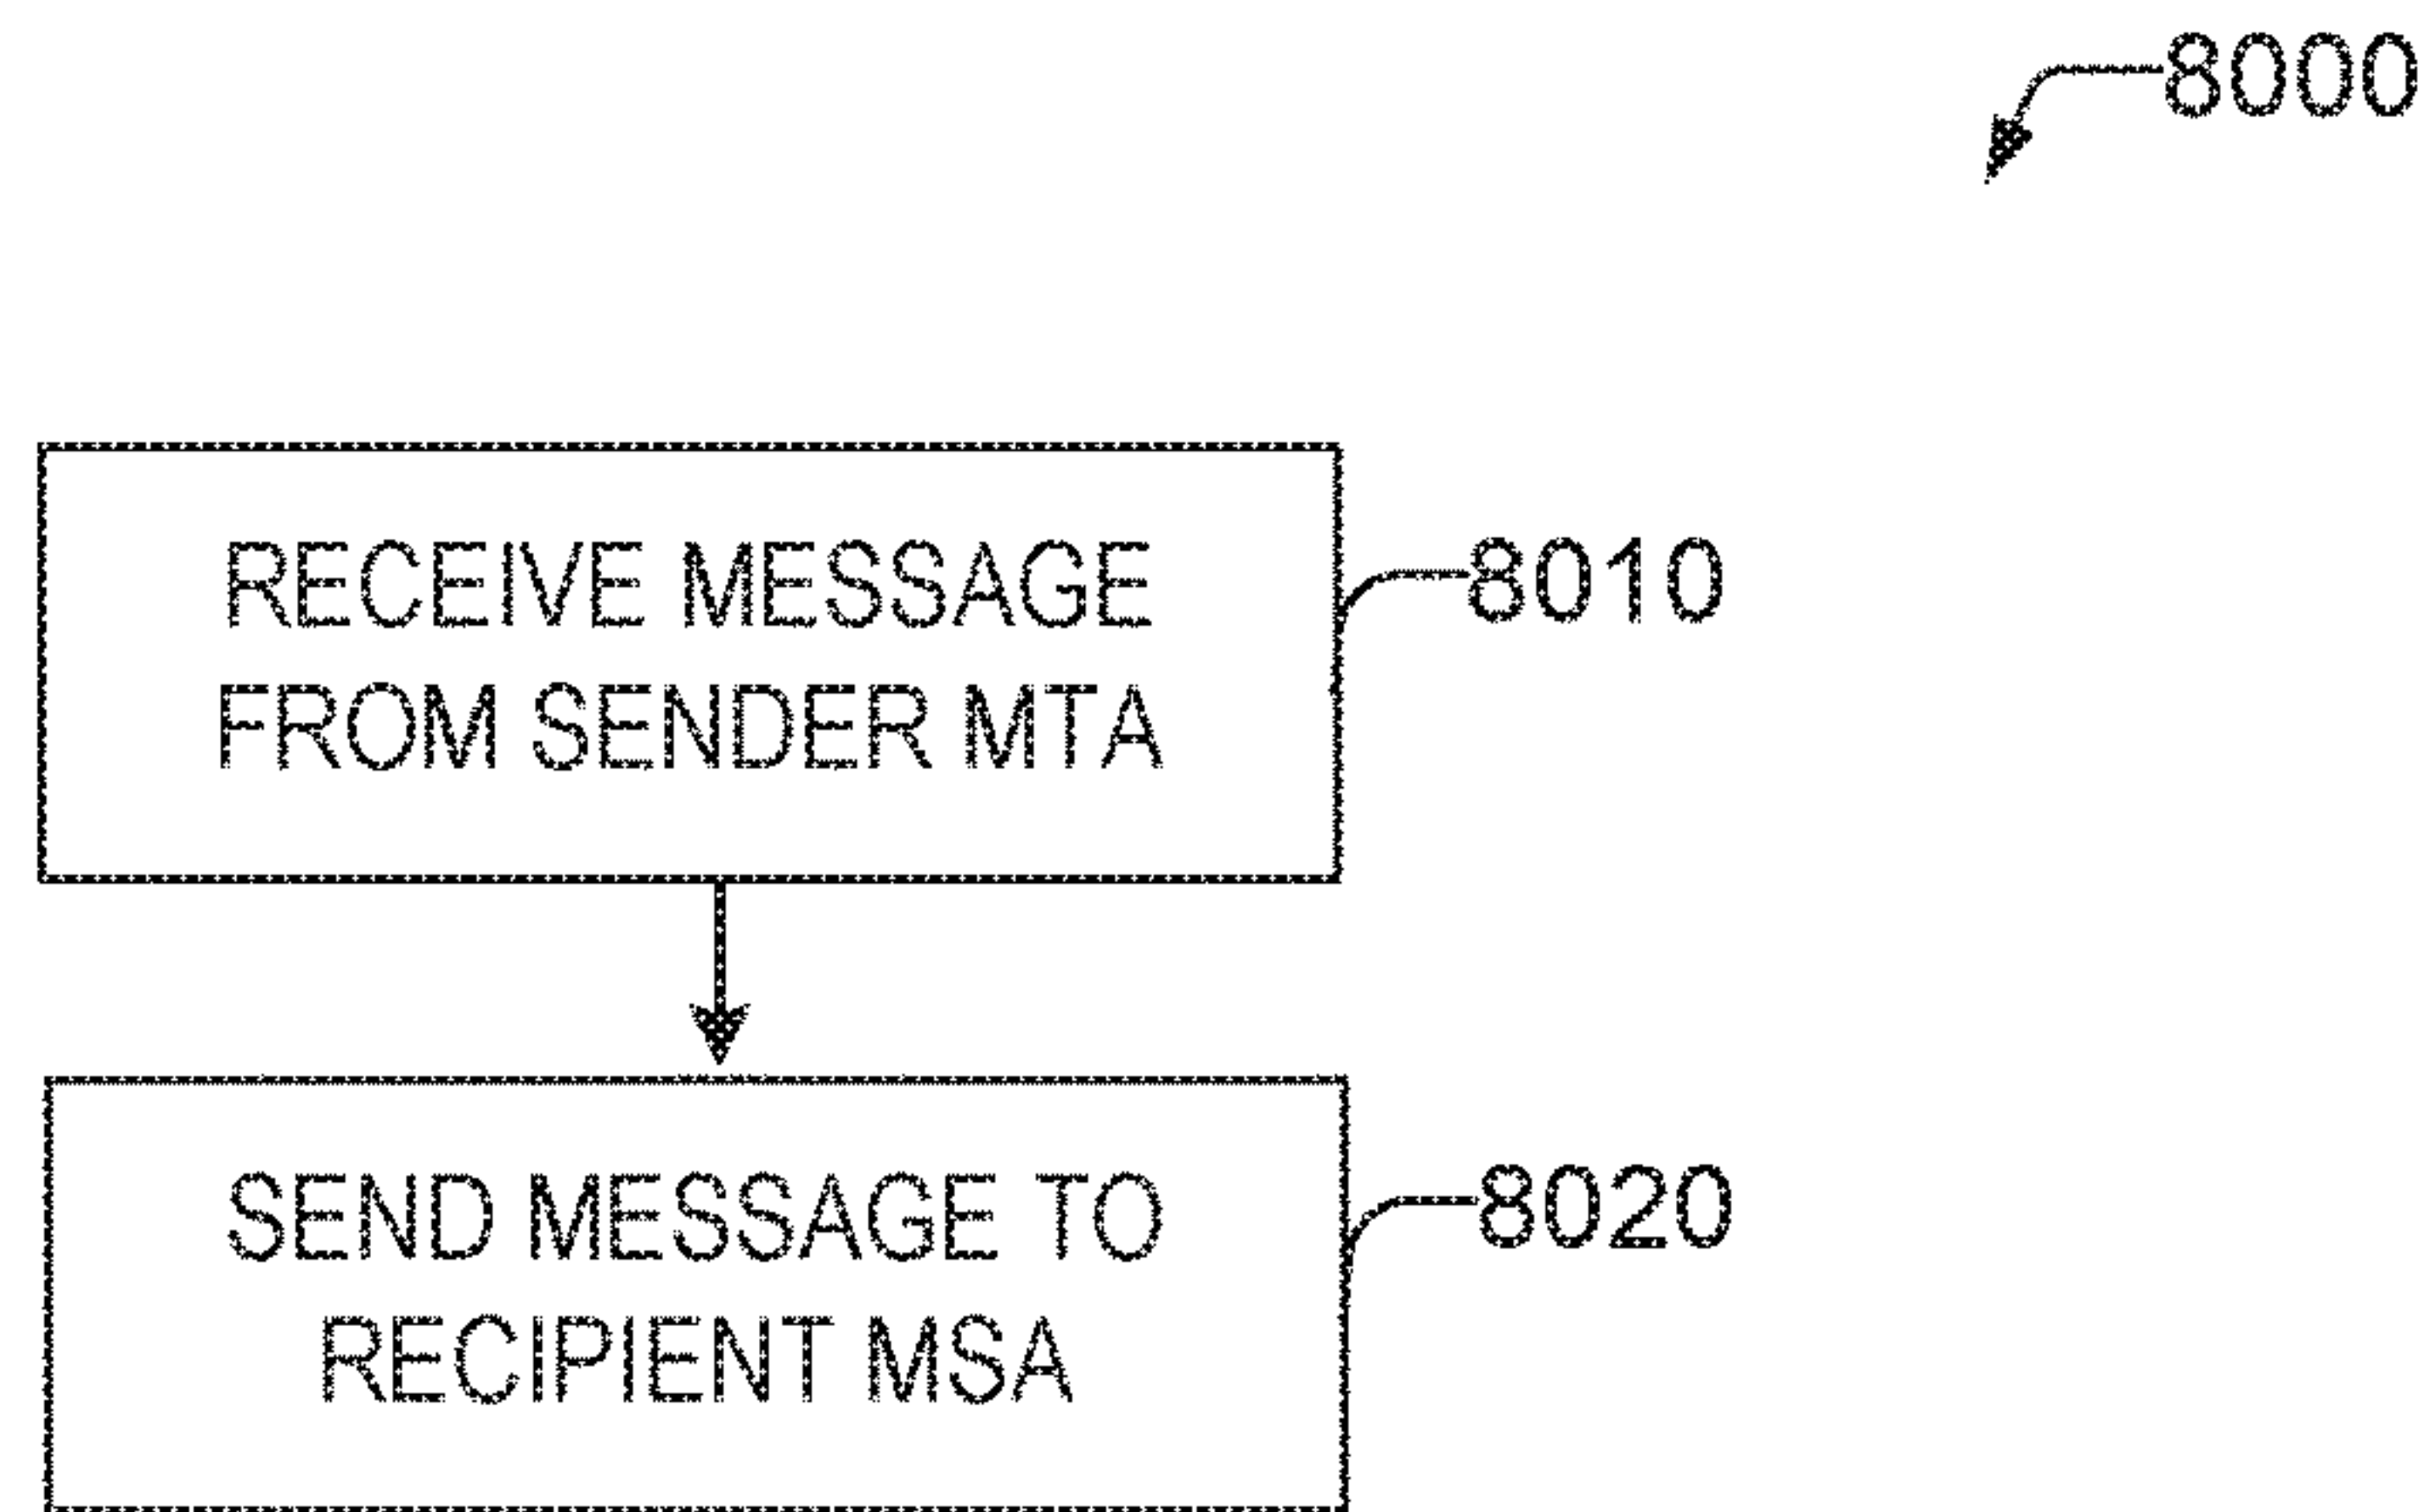 8000
RECEIVE MESSAGE
FROM SENDER MTA
8010
SEND MESSAGE TO
RECIPIENT MSA
8020